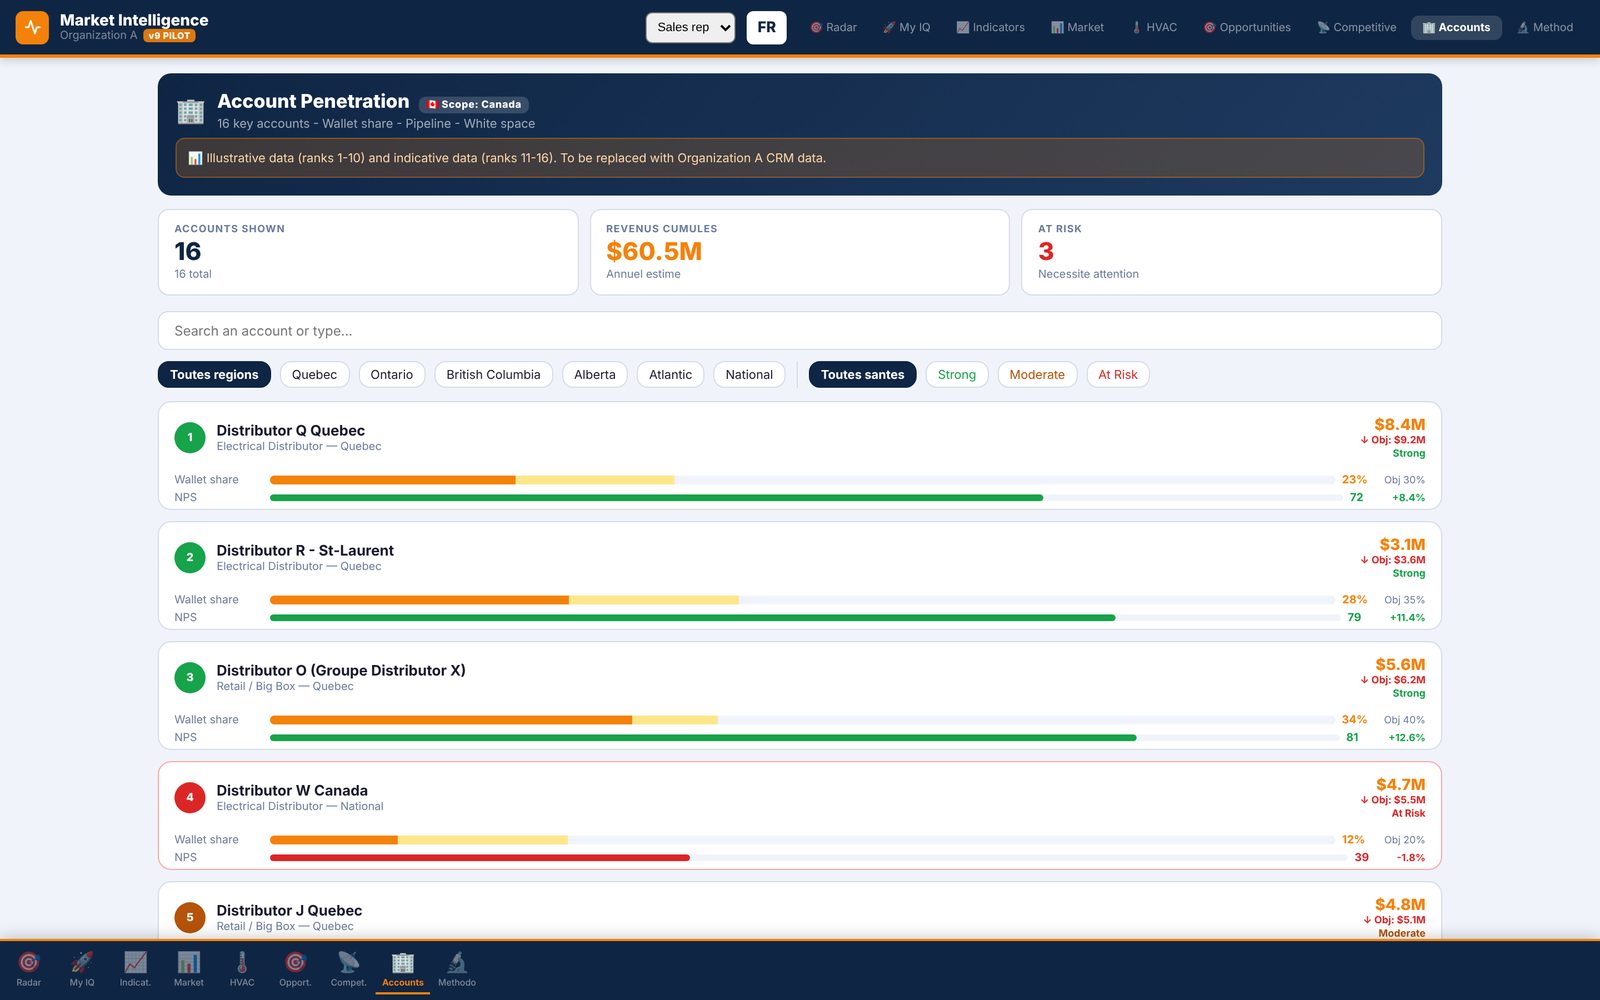 Market Intelligence
Organization A v9 PILOT
Sales rep
FR
Radar
My IQ
Indicators
Market
HVAC
Opportunities
Competitive
Accounts
Method
Account Penetration Scope: Canada
16 key accounts - Wallet share - Pipeline - White space
Illustrative data (ranks 1-10) and indicative data (ranks 11-16). To be replaced with Organization A CRM data.
ACCOUNTS SHOWN
16
16 total
REVENUS CUMULES
$60.5M
Annuel estime
AT RISK
3
Necessite attention
Search an account or type...
Toutes regions
Quebec
Ontario
British Columbia
Alberta
Atlantic
National
Toutes santes
Strong
Moderate
At Risk
1
Distributor Q Quebec
Electrical Distributor — Quebec
$8.4M
↓ Obj: $9.2M
Strong
Wallet share 23% Obj 30%
NPS 72 +8.4%
2
Distributor R - St-Laurent
Electrical Distributor — Quebec
$3.1M
↓ Obj: $3.6M
Strong
Wallet share 28% Obj 35%
NPS 79 +11.4%
3
Distributor O (Groupe Distributor X)
Retail / Big Box — Quebec
$5.6M
↓ Obj: $6.2M
Strong
Wallet share 34% Obj 40%
NPS 81 +12.6%
4
Distributor W Canada
Electrical Distributor — National
$4.7M
↓ Obj: $5.5M
At Risk
Wallet share 12% Obj 20%
NPS 39 -1.8%
5
Distributor J Quebec
Retail / Big Box — Quebec
$4.8M
↓ Obj: $5.1M
Moderate
Radar
My IQ
Indicat.
Market
HVAC
Opport.
Compet.
Accounts
Methodo